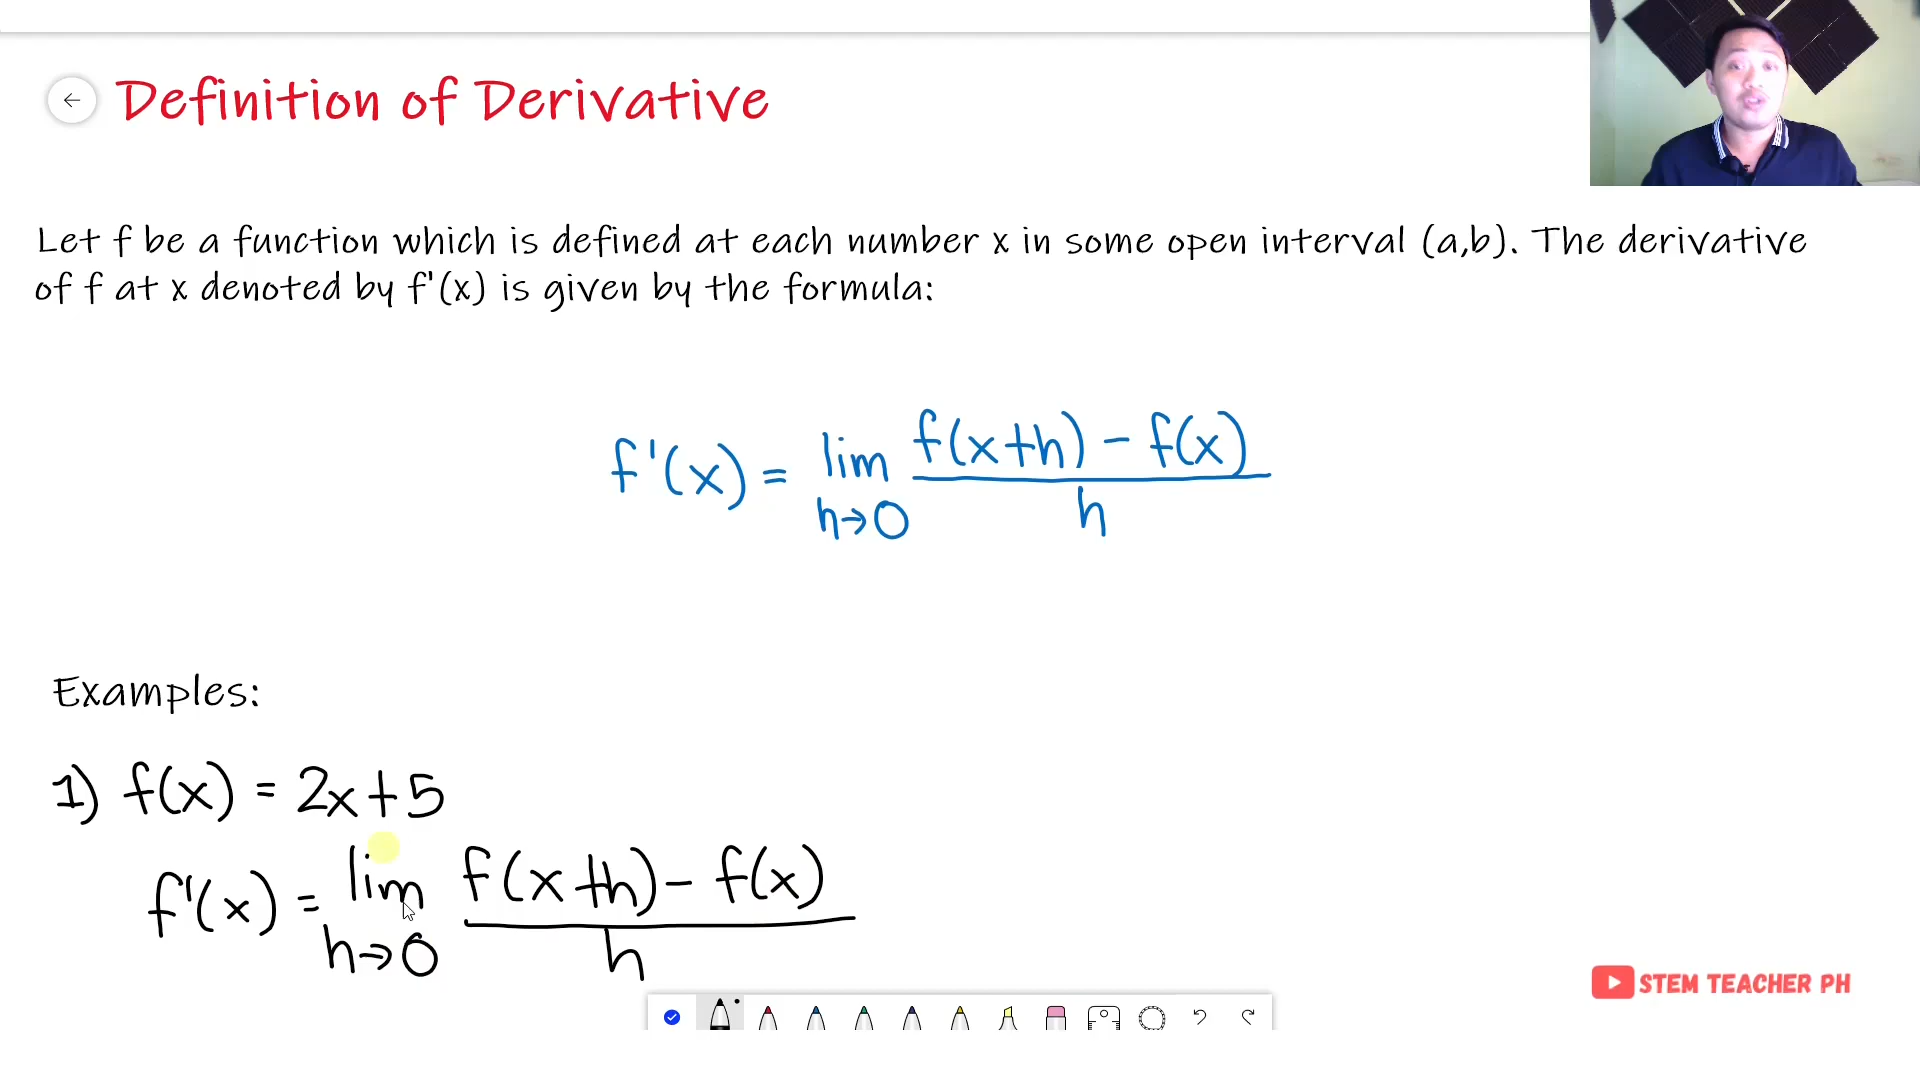 Definition of Derivative
Let f be a function which is defined at each number x in some open interval (a,b). The derivative
of f at x denoted by f'(x) is given by the formula:
f'(x) = lim f(x+h) - f(x)
h→0 h
Examples:
1) f(x) = 2x+5
f'(x) = lim f(x+h) - f(x)
h→0 h
STEM TEACHER PH